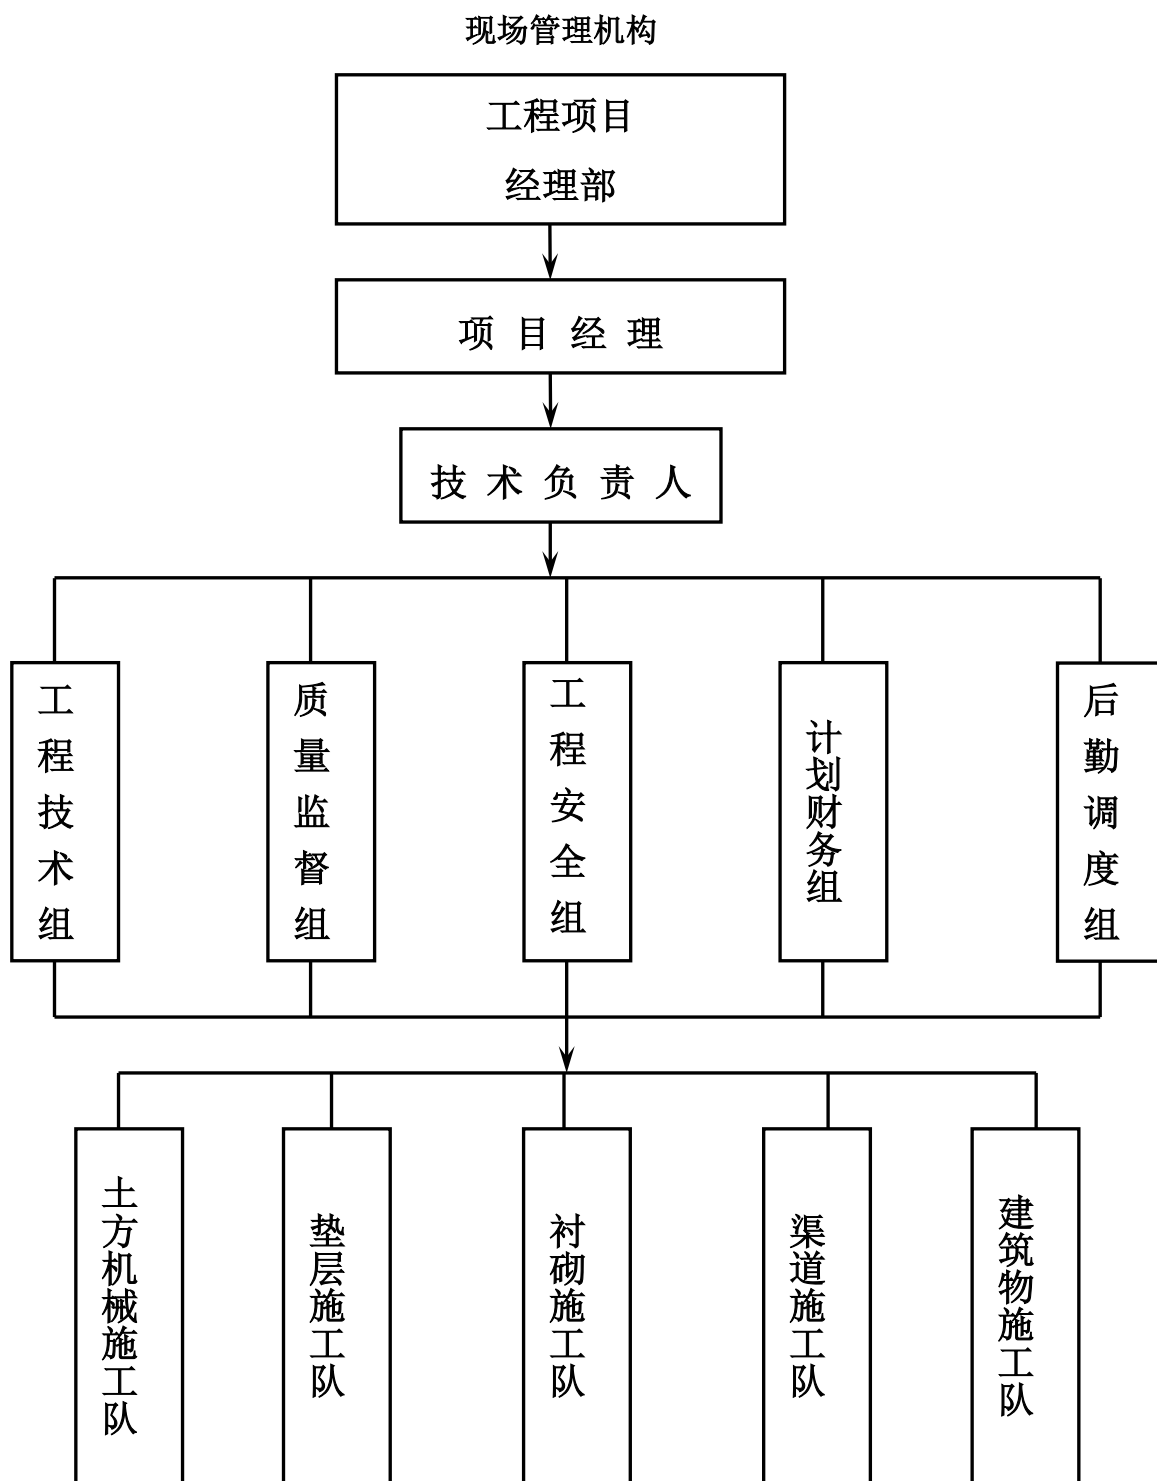 现场管理机构
工程项目
经理部
项目经理
技术负责人
工程技术组
质量监督组
工程安全组
计划财务组
后勤调度组
土方机械施工队
垫层施工队
衬砌施工队
渠道施工队
建筑物施工队